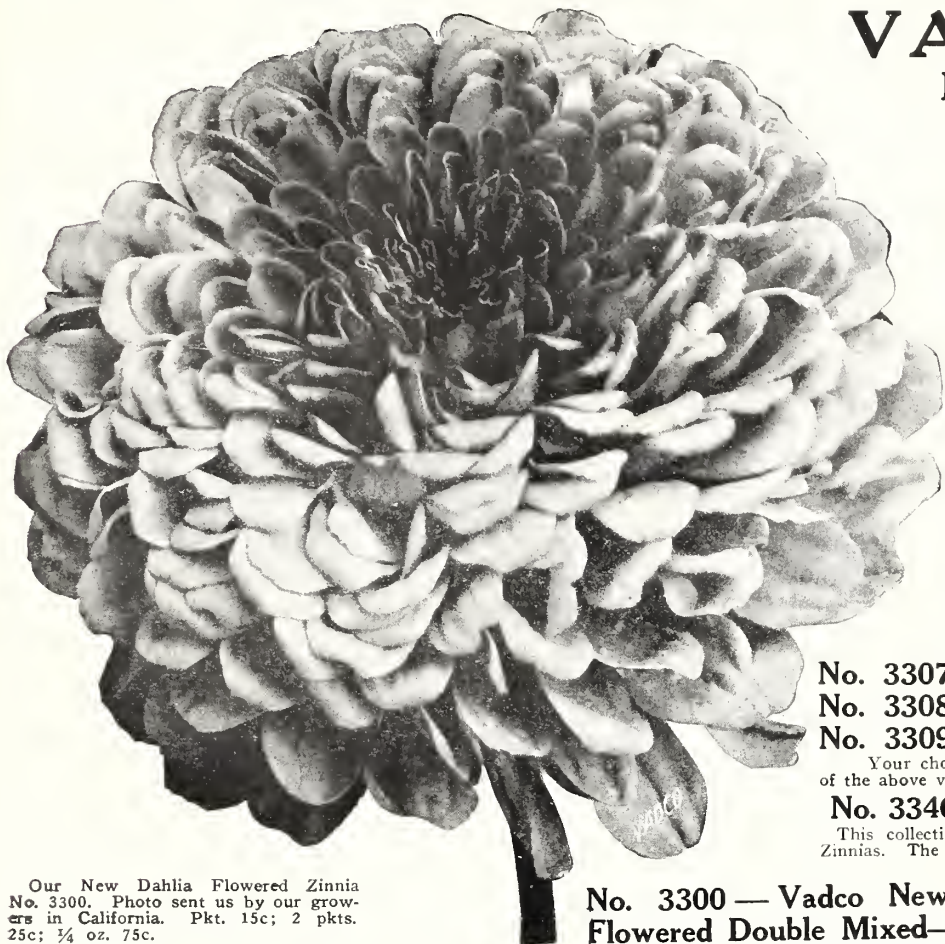 VA
No. 3307
No. 3308
No. 3309
Your cho
of the above v
No. 3340
This collecti
Zinnias. The
VADCO
Our New Dahlia Flowered Zinnia
No. 3300. Photo sent us by our grow-
ers in California. Pkt. 15c; 2 pkts.
25c; ¼ oz. 75c.
No. 3300 — Vadco New
Flowered Double Mixed—